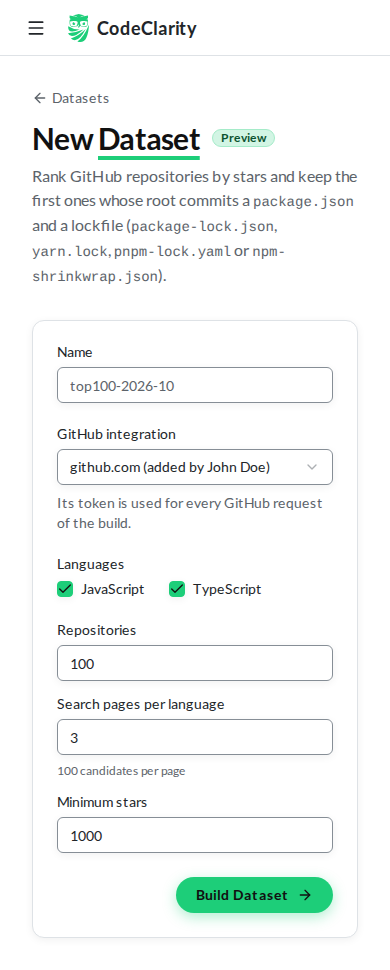 CodeClarity
Datasets
New Dataset Preview
Rank GitHub repositories by stars and keep the
first ones whose root commits a package.json
and a lockfile (package-lock.json,
yarn.lock, pnpm-lock.yaml or npm-
shrinkwrap.json).
Name
top100-2026-10
GitHub integration
github.com (added by John Doe)
Its token is used for every GitHub request
of the build.
Languages
JavaScript TypeScript
Repositories
100
Search pages per language
3
100 candidates per page
Minimum stars
1000
Build Dataset